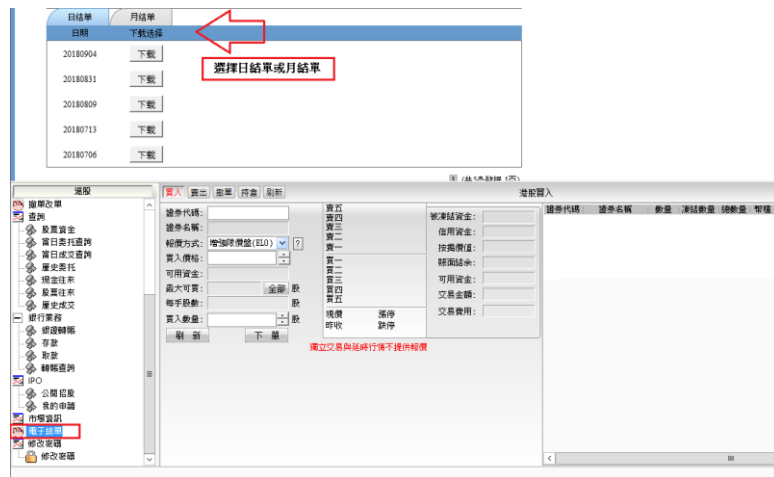 日结单 月结单
日期 下載选择
20180904 下載
選擇日結單或月結單
20180831 下載
20180809 下載
20180713 下載
20180706 下載
港股
買入 賣出 撤單 持倉 刷新
港股買入
撤單改單
查詢
股票資金
當日委托查詢
當日成交查詢
歷史委托
現金往來
股票往來
歷史成交
銀行業務
銀證轉賬
存款
取款
轉賬查詢
IPO
公開招股
我的申請
市場資訊
電子結單
修改密碼
修改密碼
證券代碼:
證券名稱:
報價方式: 增強限價盤(ELO) ?
買入價格:
可用資金:
最大可買: 全部 股
每手股數: 股
買入數量: 股
刷 新 下 單
賣五
賣四
賣三
賣二
賣一
買一
買二
買三
買四
買五
現價 漲停
昨收 跌停
被凍結資金:
信用資金:
按揭價值:
賬面結余:
可用資金:
交易金額:
交易費用:
獨立交易與延時行情不提供報價
證券代碼 證券名稱 數量 凍結數量 總數量 幣種